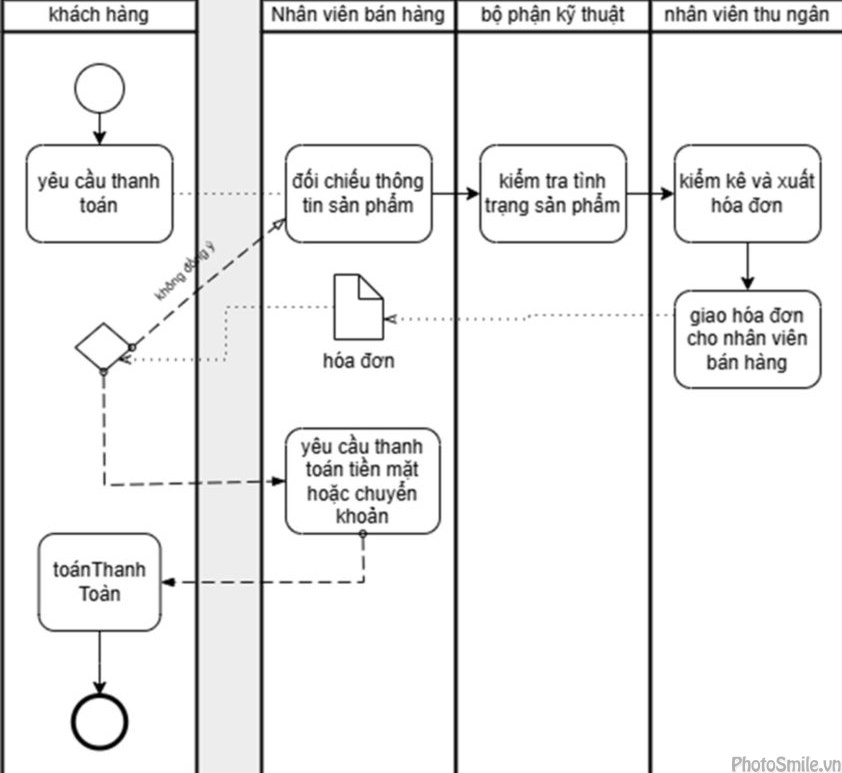 khách hàng
Nhân viên bán hàng
bộ phận kỹ thuật
nhân viên thu ngân
yêu cầu thanh
toán
đối chiếu thông
tin sản phẩm
kiểm tra tình
trạng sản phẩm
kiểm kê và xuất
hóa đơn
không đồng ý
hóa đơn
giao hóa đơn
cho nhân viên
bán hàng
yêu cầu thanh
toán tiền mặt
hoặc chuyển
khoản
toánThanh
Toàn
PhotoSmile.vn